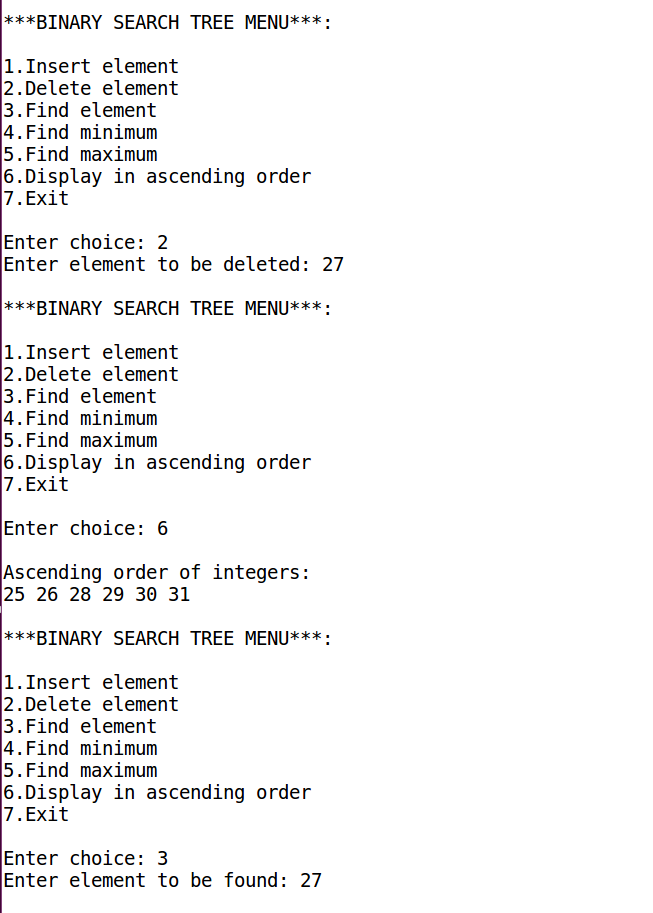 ***BINARY SEARCH TREE MENU***:
1.Insert element
2.Delete element
3.Find element
4.Find minimum
5.Find maximum
6.Display in ascending order
7.Exit
Enter choice: 2
Enter element to be deleted: 27
***BINARY SEARCH TREE MENU***:
1.Insert element
2.Delete element
3.Find element
4.Find minimum
5.Find maximum
6.Display in ascending order
7.Exit
Enter choice: 6
Ascending order of integers:
25 26 28 29 30 31
***BINARY SEARCH TREE MENU***:
1.Insert element
2.Delete element
3.Find element
4.Find minimum
5.Find maximum
6.Display in ascending order
7.Exit
Enter choice: 3
Enter element to be found: 27